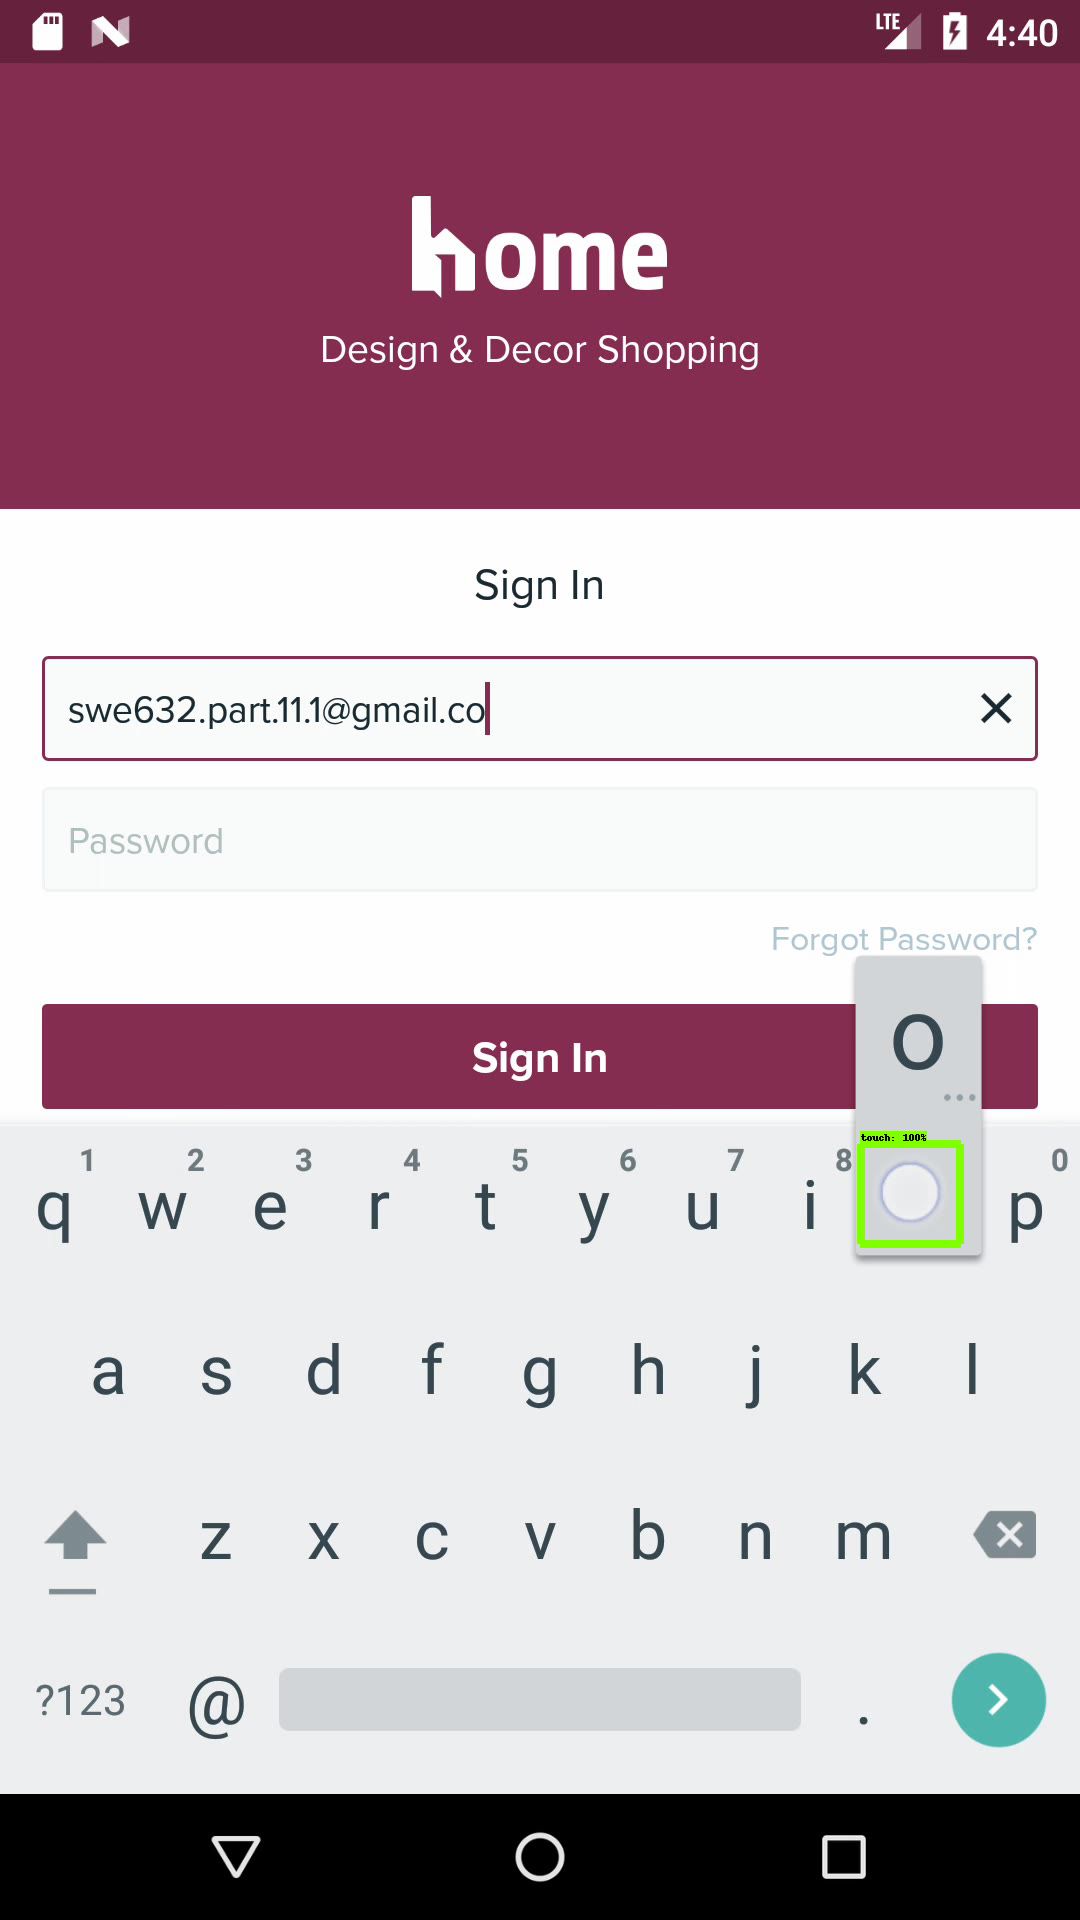 LTE 4:40
home
Design & Decor Shopping
Sign In
swe632.part.11.1@gmail.co
Password
Forgot Password?
Sign In
o
touch: 100%
1 2 3 4 5 6 7 8 0
q w e r t y u i p
a s d f g h j k l
z x c v b n m
?123 @ .